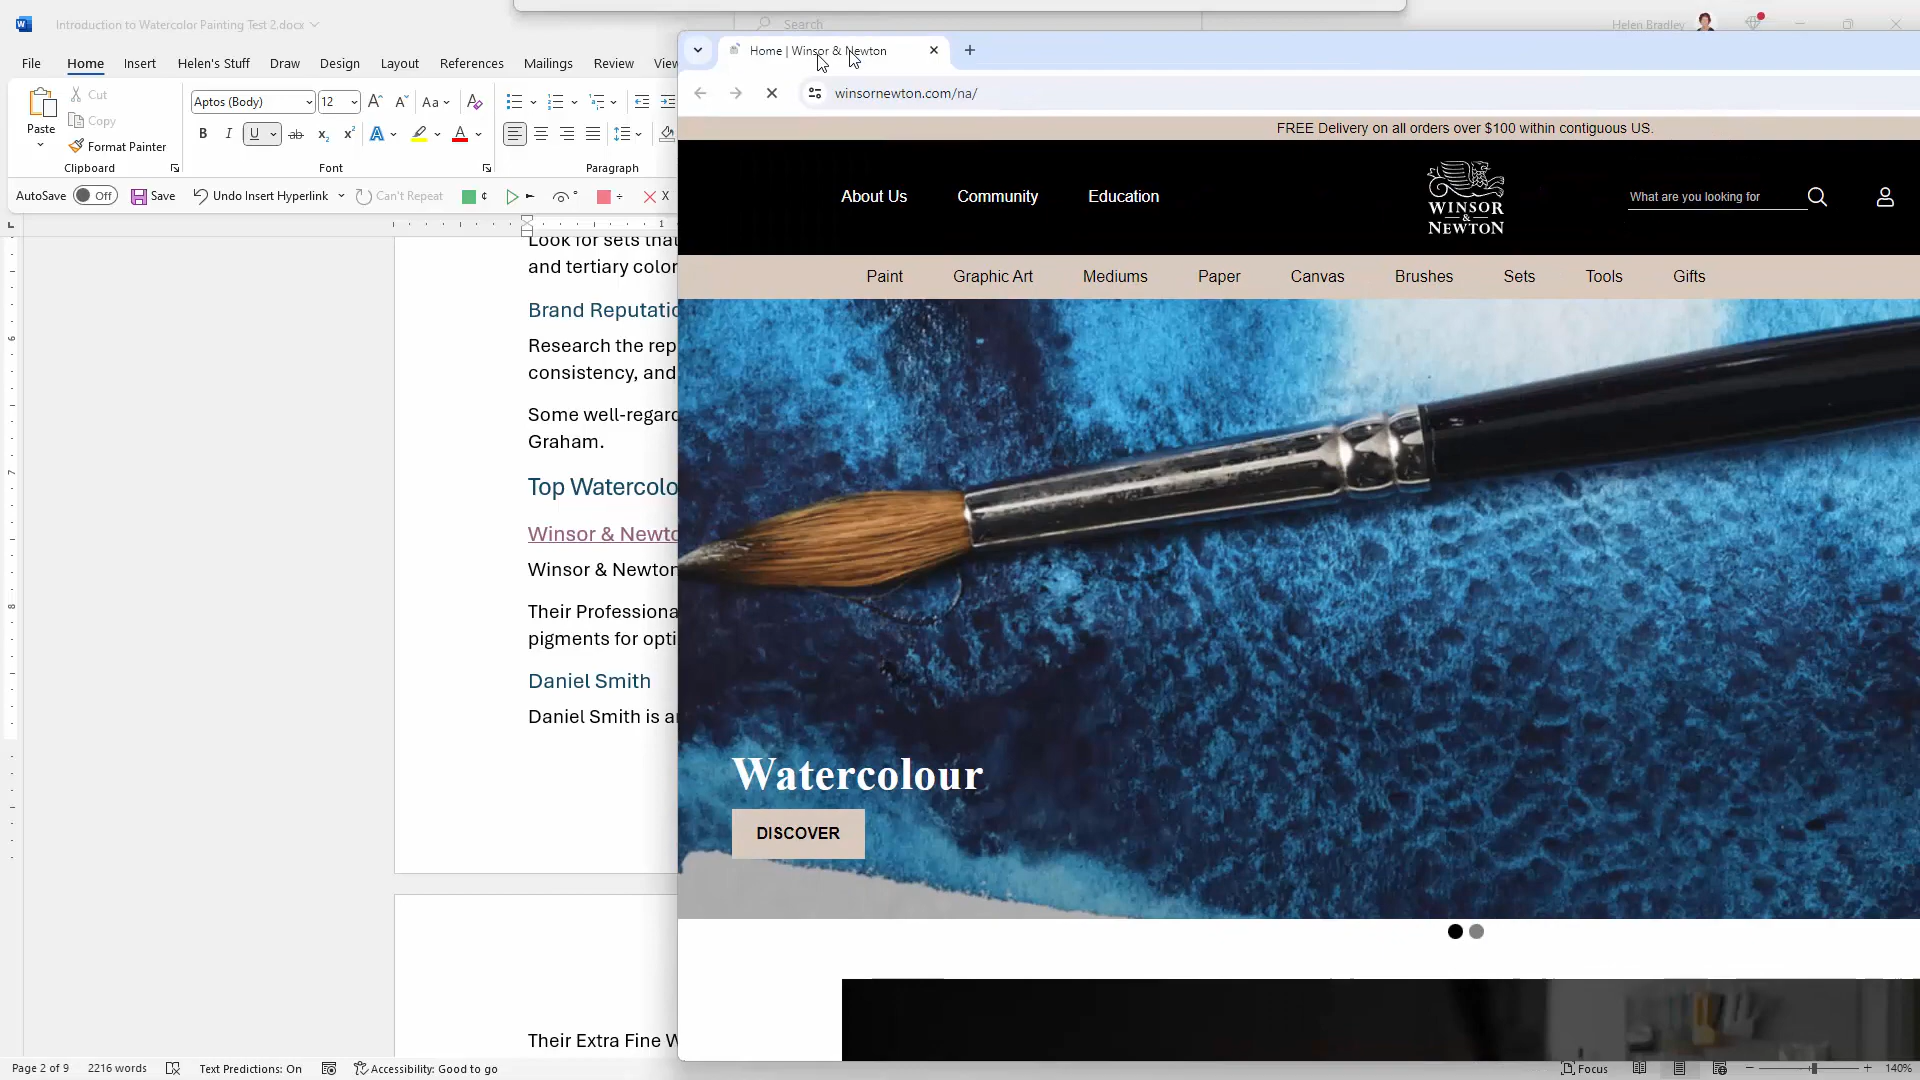 Introduction to Watercolor Painting Test 2.docx
Search
Helen Bradley
File Home Insert Helen's Stuff Draw Design Layout References Mailings Review
Paste
Cut
Copy
Format Painter
Clipboard
Aptos (Body) 12
Font
Paragraph
AutoSave Off Save Undo Insert Hyperlink Can't Repeat
Look for sets that
and tertiary color
Brand Reputatio
Research the rep
consistency, and
Some well-regard
Graham.
Top Watercolo
Winsor & Newto
Winsor & Newton
Their Professiona
pigments for opti
Daniel Smith
Daniel Smith is a
Their Extra Fine W
Page 2 of 9 2216 words Text Predictions: On Accessibility: Good to go
Focus 140%
Home | Winsor & Newton
winsornewton.com/na/
FREE Delivery on all orders over $100 within contiguous US.
About Us Community Education
WINSOR
&
NEWTON
What are you looking for
Paint Graphic Art Mediums Paper Canvas Brushes Sets Tools Gifts
Watercolour
DISCOVER